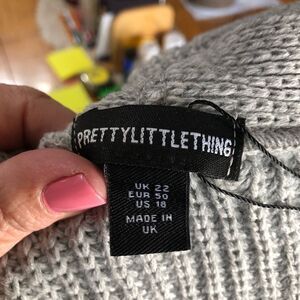 PRETTYLITTLETHING
UK 22
EUR 50
US 18
MADE IN
UK